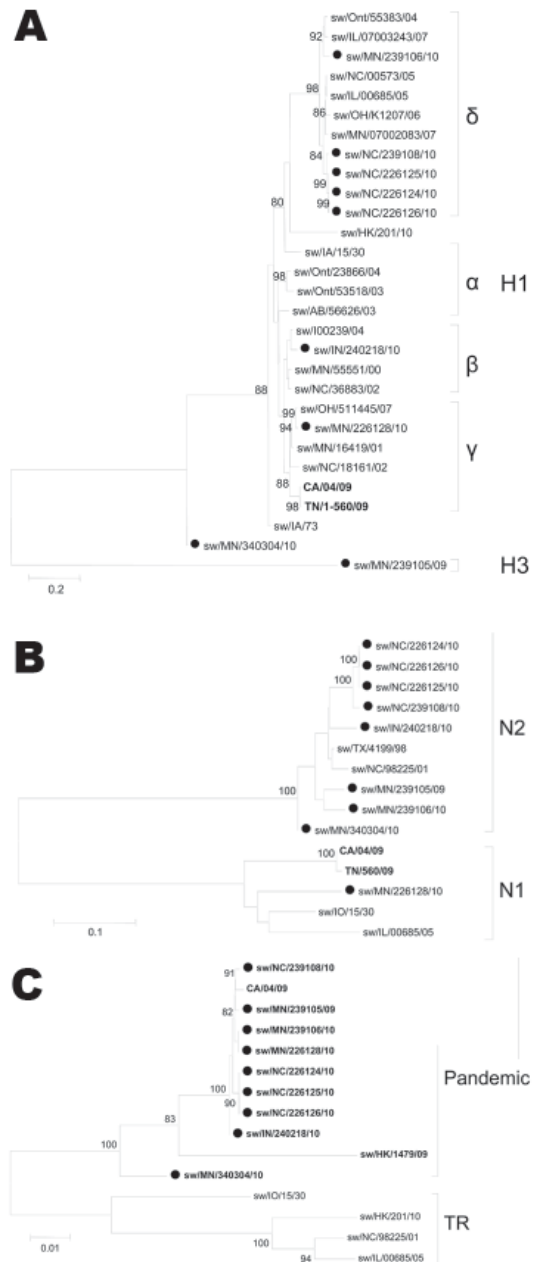 A
sw/Ont/55383/04
92
sw/IL/07003243/07
sw/MN/239106/10
sw/NC/00573/05
98
sw/IL/00685/05
86
sw/OH/K1207/06
δ
sw/MN/07002083/07
84
sw/NC/239108/10
sw/NC/226125/10
99
sw/NC/226124/10
99
sw/NC/226126/10
80
sw/HK/201/10
sw/IA/15/30
98
sw/Ont/23866/04
sw/Ont/53518/03
α
H1
sw/AB/56626/03
sw/I00239/04
sw/IN/240218/10
β
sw/MN/55551/00
88
sw/NC/36883/02
99
sw/OH/511445/07
94
sw/MN/226128/10
sw/MN/16419/01
γ
sw/NC/18161/02
88
CA/04/09
98
TN/1-560/09
sw/IA/73
sw/MN/340304/10
sw/MN/239105/09
H3
0.2
B
sw/NC/226124/10
100
sw/NC/226126/10
100
sw/NC/226125/10
sw/NC/239108/10
sw/IN/240218/10
N2
sw/TX/4199/98
sw/NC/98225/01
100
sw/MN/239105/09
sw/MN/239106/10
sw/MN/340304/10
100
CA/04/09
TN/560/09
sw/MN/226128/10
N1
sw/IO/15/30
sw/IL/00685/05
0.1
C
91
sw/NC/239108/10
CA/04/09
82
sw/MN/239105/09
sw/MN/239106/10
sw/MN/226128/10
Pandemic
sw/NC/226124/10
100
sw/NC/226125/10
90
sw/NC/226126/10
83
sw/IN/240218/10
100
sw/HK/1479/09
sw/MN/340304/10
sw/IO/15/30
sw/HK/201/10
TR
100
sw/NC/98225/01
94
sw/IL/00685/05
0.01